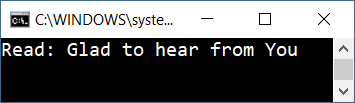 C:\WINDOWS\syste...
Read: Glad to hear from You